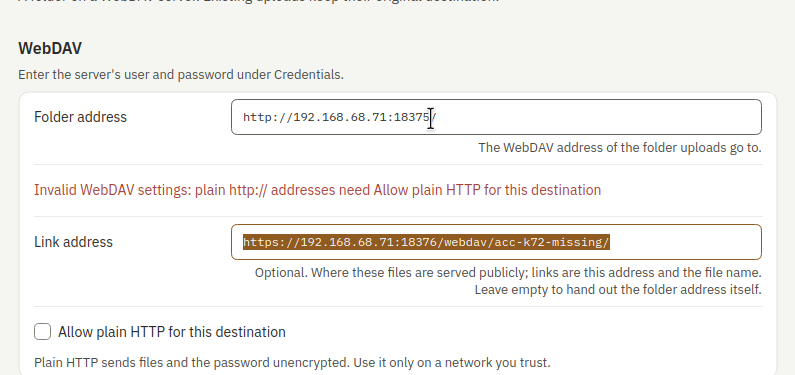 WebDAV
Enter the server's user and password under Credentials.
Folder address
http://192.168.68.71:18375/
The WebDAV address of the folder uploads go to.
Invalid WebDAV settings: plain http:// addresses need Allow plain HTTP for this destination
Link address
https://192.168.68.71:18376/webdav/acc-k72-missing/
Optional. Where these files are served publicly; links are this address and the file name.
Leave empty to hand out the folder address itself.
Allow plain HTTP for this destination
Plain HTTP sends files and the password unencrypted. Use it only on a network you trust.